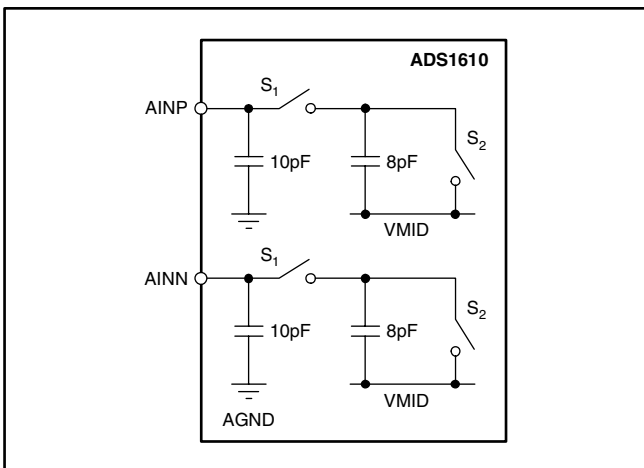 ADS1610
S1
AINP
S2
10pF
8pF
VMID
S1
AINN
S2
10pF
8pF
VMID
AGND